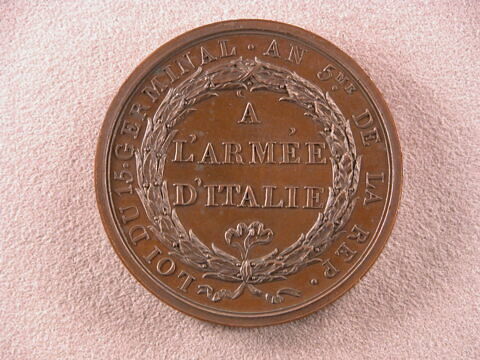 LOI DU 15·GERMINAL · AN 5ME DE LA REP.
A
L'ARMÉE
D'ITALIE